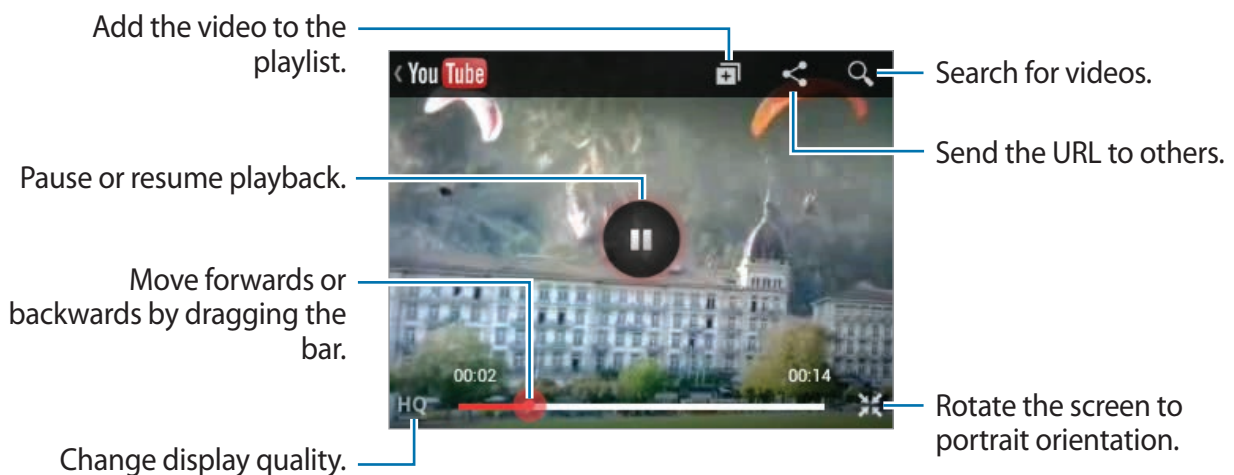 Add the video to the
playlist.
‹ You Tube
Search for videos.
Send the URL to others.
Pause or resume playback.
Move forwards or
backwards by dragging the
bar.
00:02
00:14
HQ
Rotate the screen to
portrait orientation.
Change display quality.